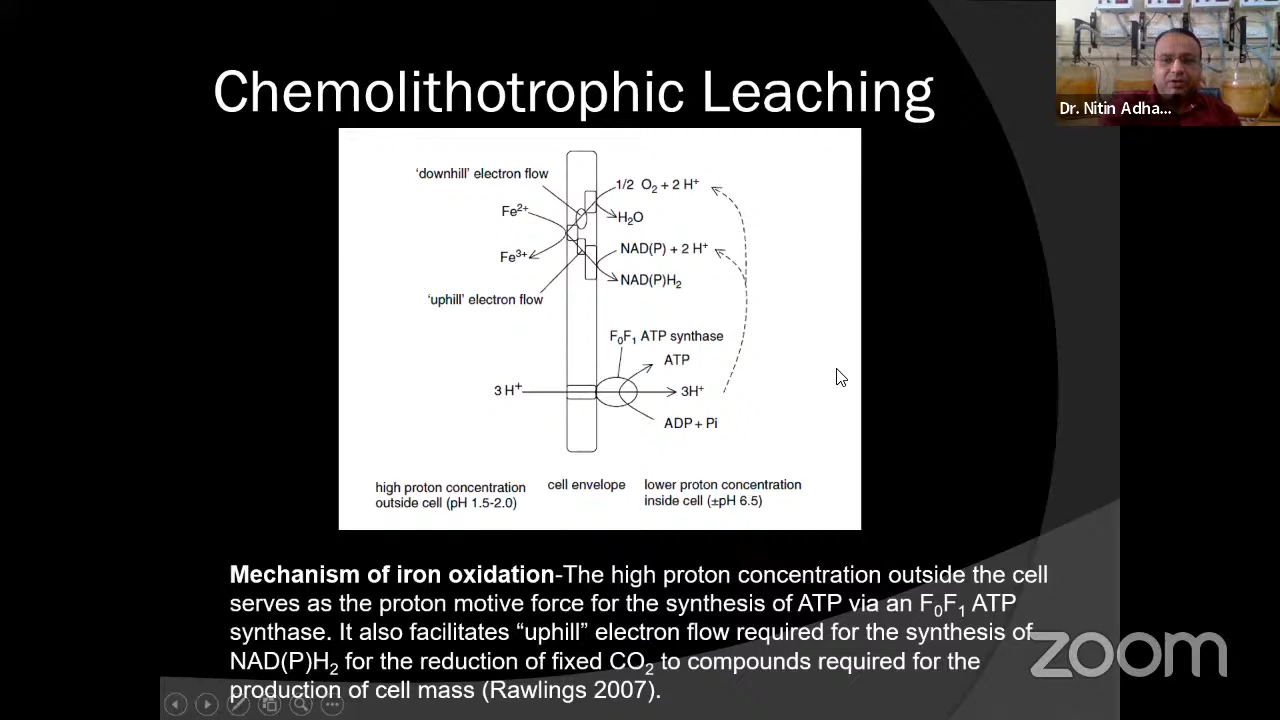 Chemolithotrophic Leaching
Dr. Nitin Adha...
'downhill' electron flow
1/2 O₂ + 2 H⁺
Fe²⁺
H₂O
Fe³⁺
NAD(P) + 2 H⁺
NAD(P)H₂
'uphill' electron flow
F₀F₁ ATP synthase
ATP
3 H⁺
3H⁺
ADP + Pi
high proton concentration
outside cell (pH 1.5-2.0)
cell envelope
lower proton concentration
inside cell (±pH 6.5)
Mechanism of iron oxidation-The high proton concentration outside the cell
serves as the proton motive force for the synthesis of ATP via an F₀F₁ ATP
synthase. It also facilitates “uphill” electron flow required for the synthesis of
NAD(P)H₂ for the reduction of fixed CO₂ to compounds required for the
production of cell mass (Rawlings 2007).
zoom